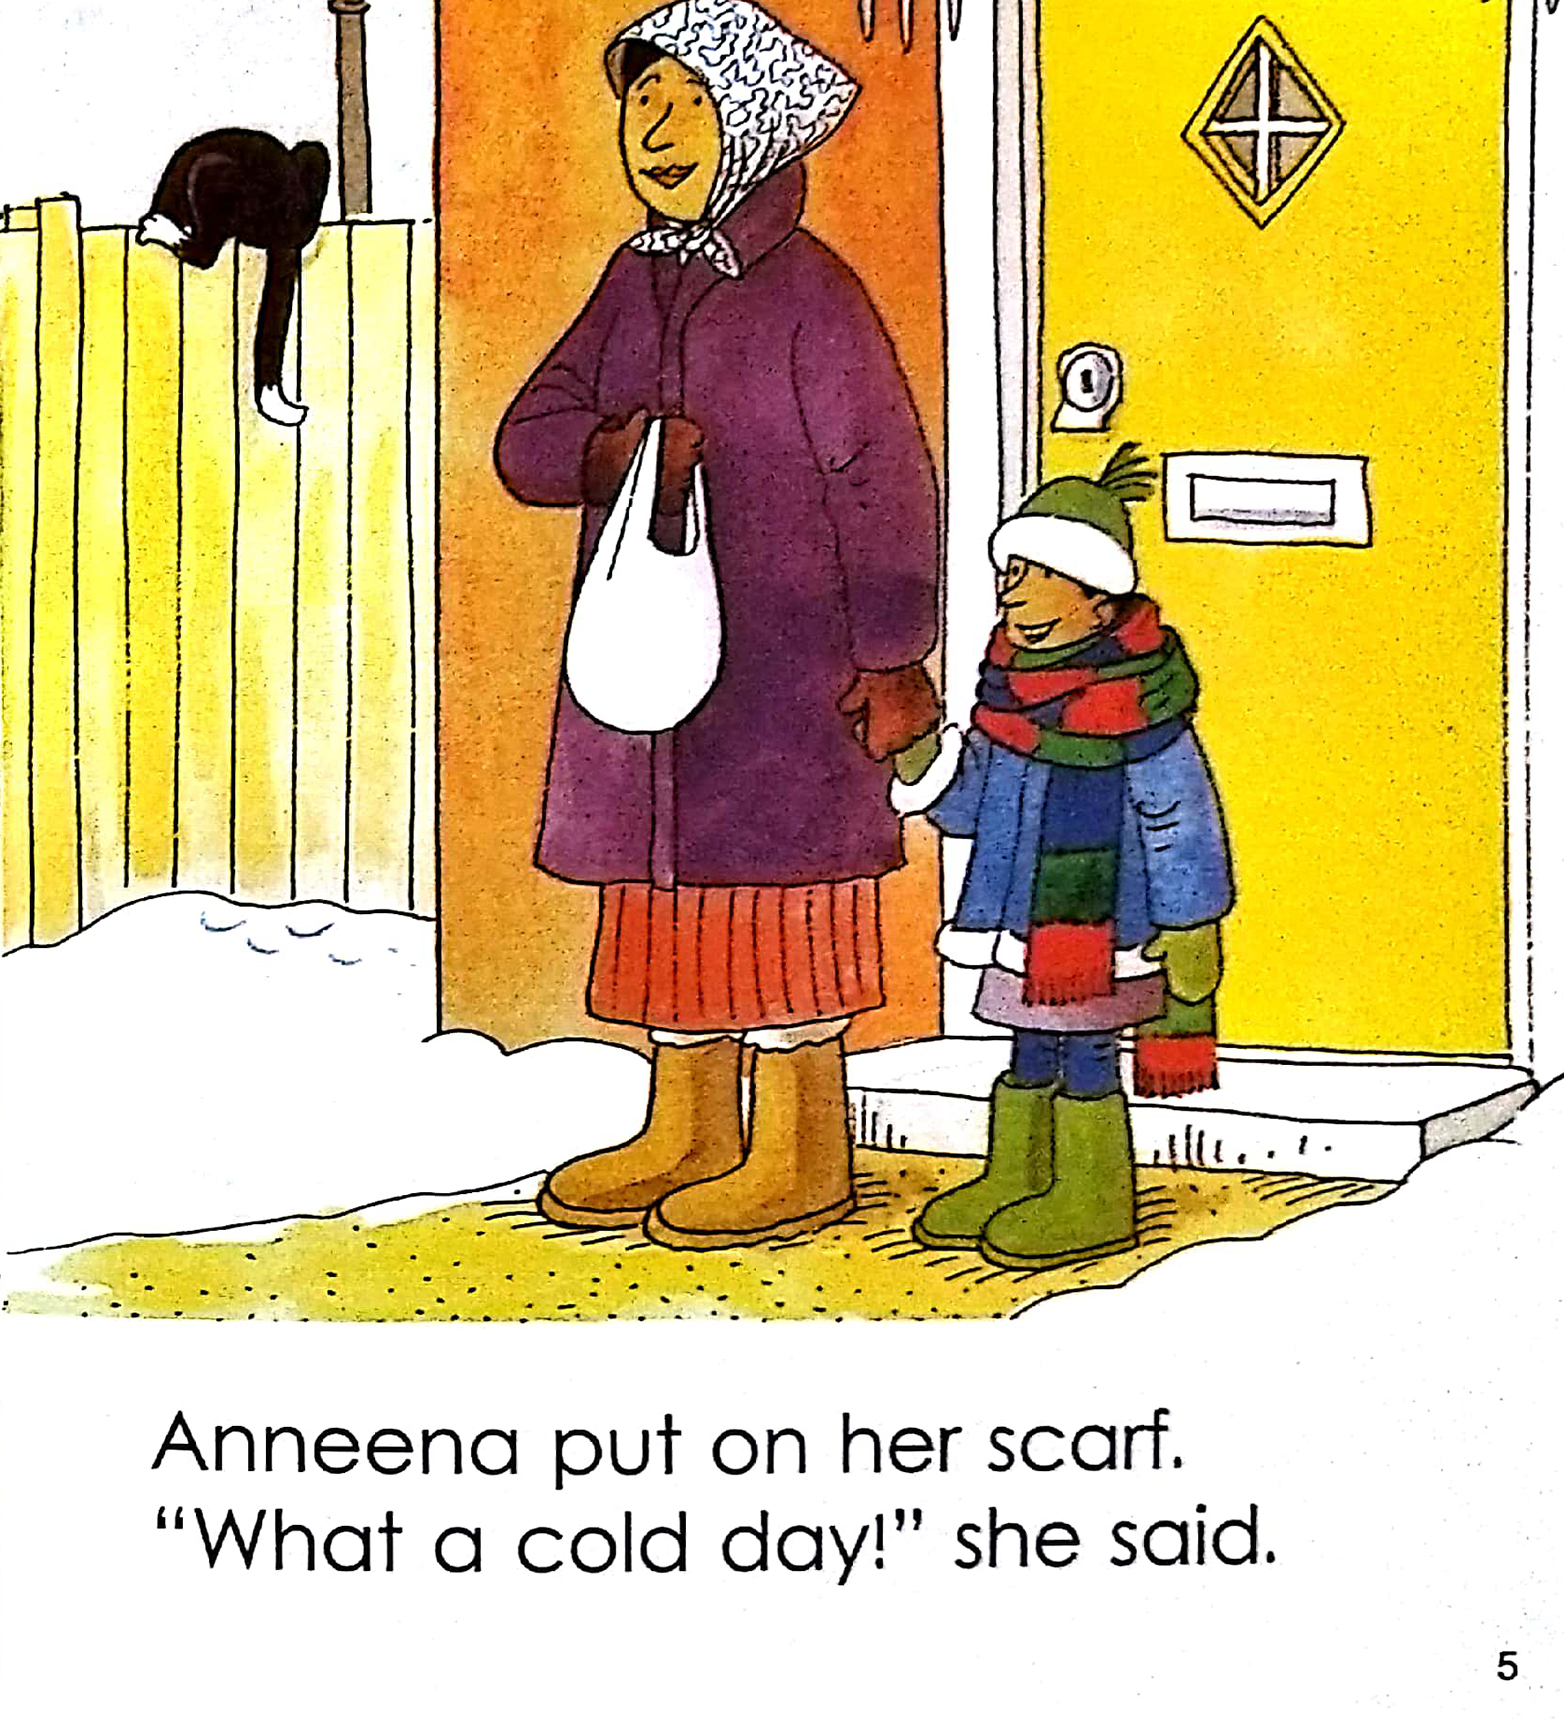 Anneena put on her scarf.
“What a cold day!” she said.
5